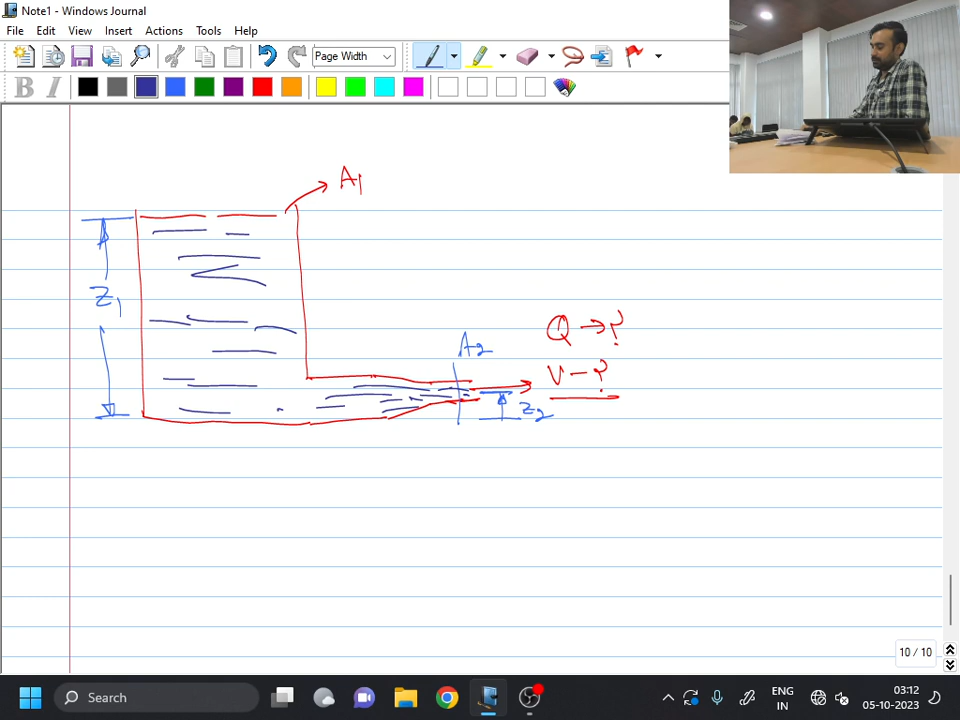 Note1 - Windows Journal
File Edit View Insert Actions Tools Help
Page Width
B I
A1
Z1
A2
Q → ?
V - ?
Z2
10 / 10
Search
ENG
IN
03:12
05-10-2023